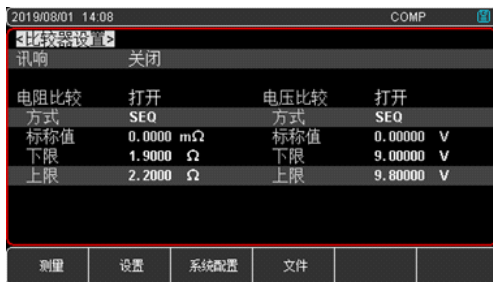 2019/08/01 14:08 COMP
<比较器设置>
讯响 关闭
电阻比较 打开 电压比较 打开
方式 SEQ 方式 SEQ
标称值 0.0000 mΩ 标称值 0.00000 V
下限 1.9000 Ω 下限 9.00000 V
上限 2.2000 Ω 上限 9.80000 V
测量 设置 系统配置 文件